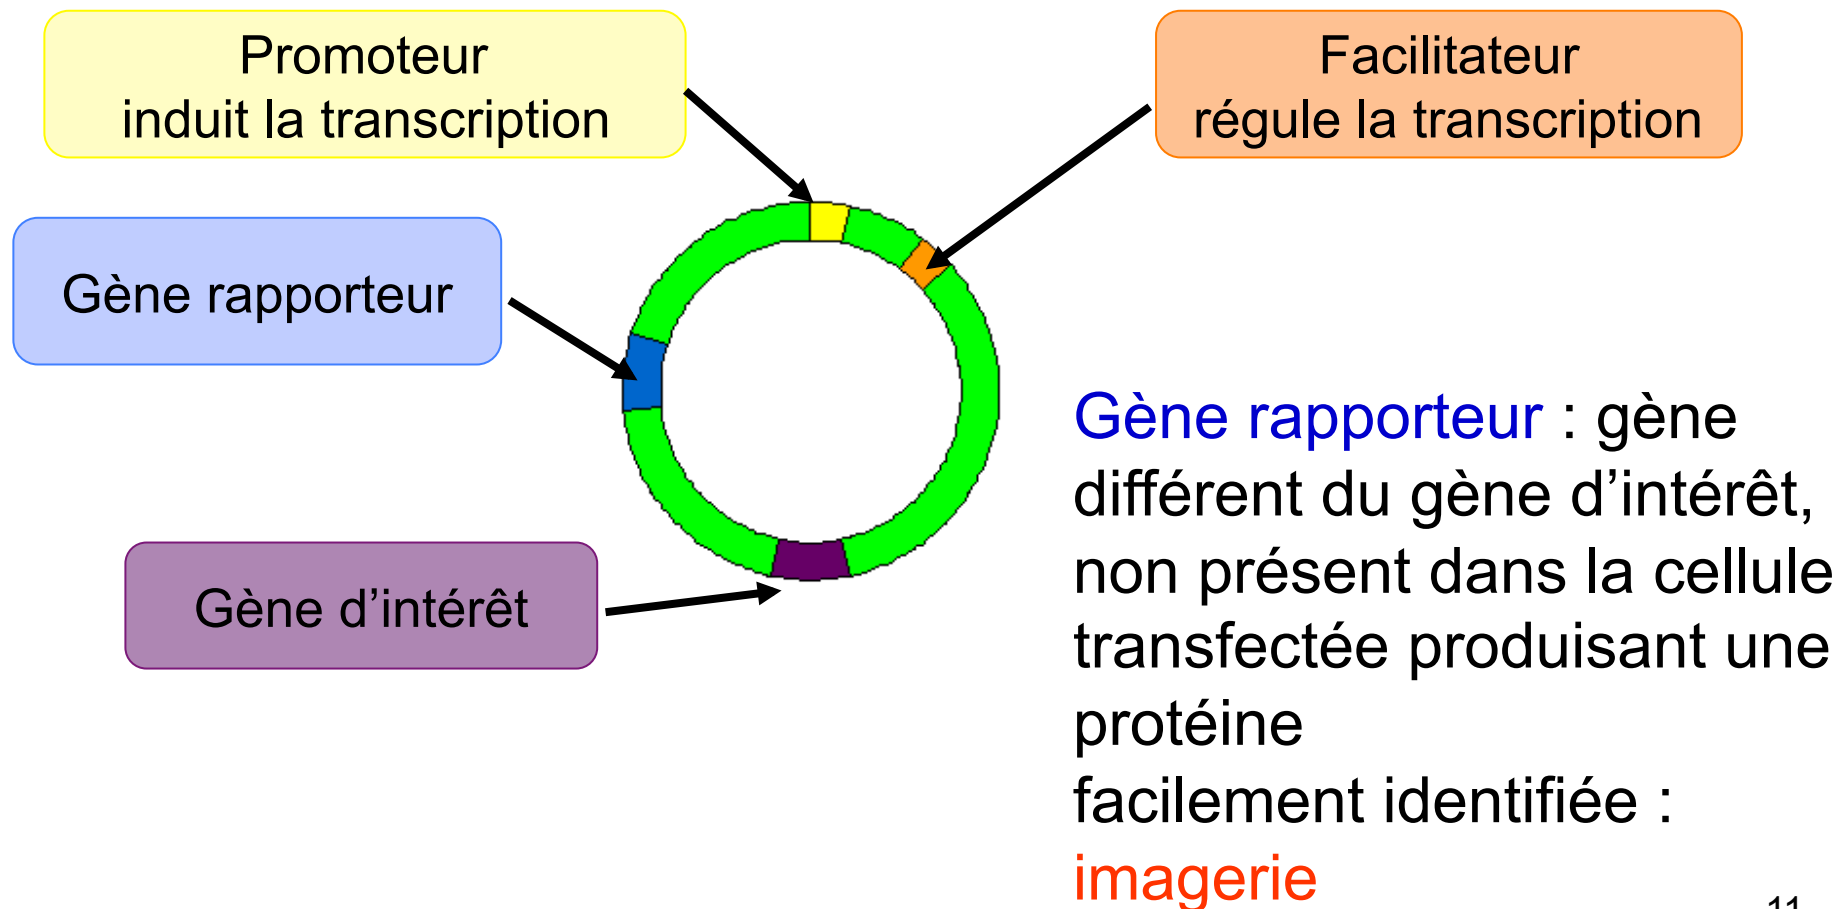 Promoteur
induit la transcription
Facilitateur
régule la transcription
Gène rapporteur
Gène d’intérêt
Gène rapporteur : gène
différent du gène d’intérêt,
non présent dans la cellule
transfectée produisant une
protéine
facilement identifiée :
imagerie
11